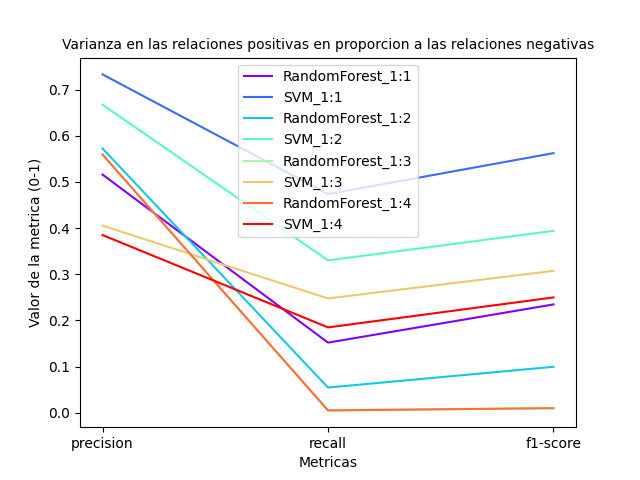 Varianza en las relaciones positivas en proporcion a las relaciones negativas
RandomForest_1:1
SVM_1:1
RandomForest_1:2
SVM_1:2
RandomForest_1:3
SVM_1:3
RandomForest_1:4
SVM_1:4
Valor de la metrica (0-1)
0.7
0.6
0.5
0.4
0.3
0.2
0.1
0.0
precision recall f1-score
Metricas